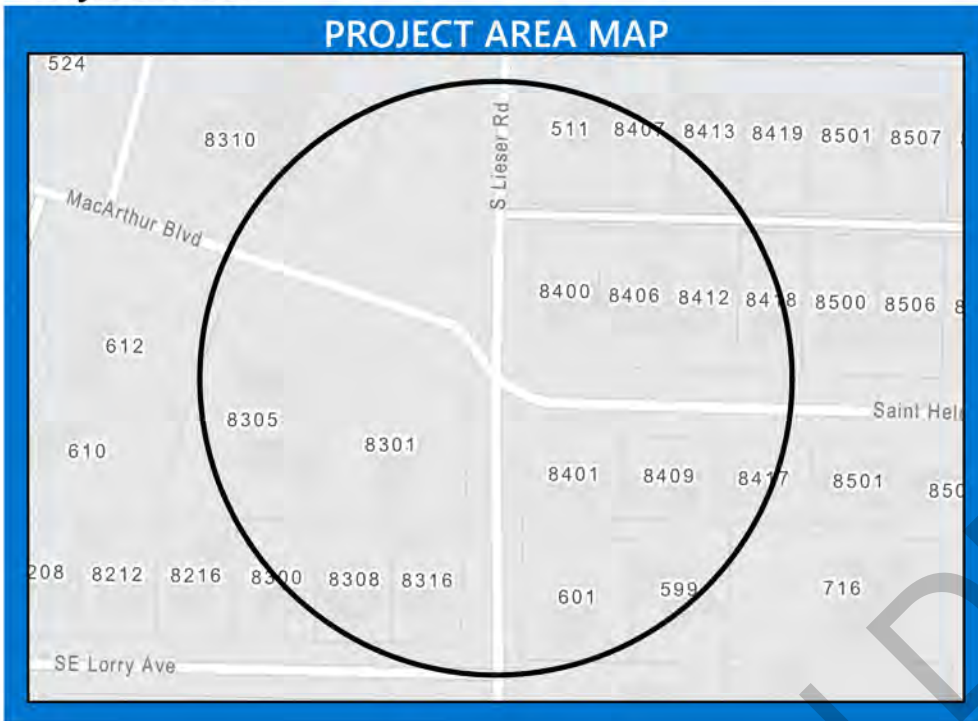 PROJECT AREA MAP
524
8310
S Lieser Rd
511 8407 8413 8419 8501 8507
MacArthur Blvd
8400 8406 8412 8418 8500 8506
612
Saint
8305
8301
610
8401 8409 8417 8501
208 8212 8216 8300 8308 8316
601 599 716
SE Lorry Ave